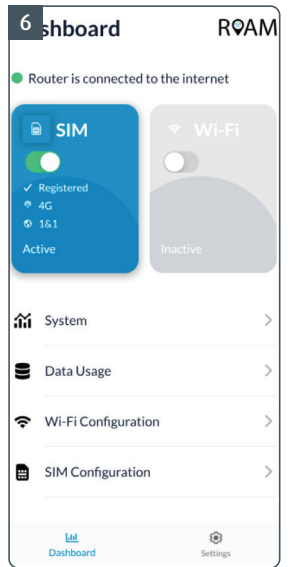 6 shboard ROAM
Router is connected to the internet
SIM
Wi-Fi
Registered
4G
1&1
Active
Inactive
System
Data Usage
Wi-Fi Configuration
SIM Configuration
Dashboard
Settings